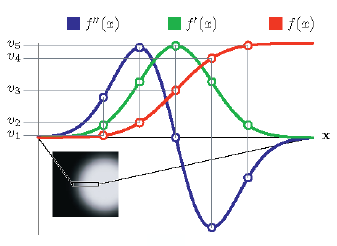 f″(x) f′(x) f(x)
v₅
v₄
v₃
v₂
v₁
x